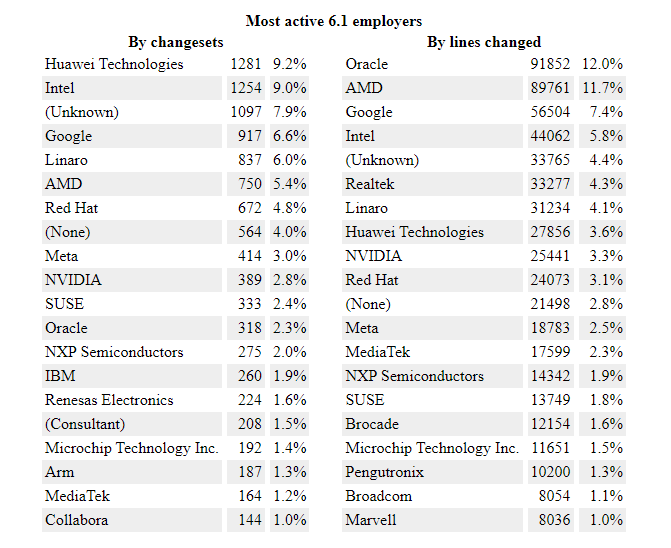 Most active 6.1 employers
By changesets By lines changed
Huawei Technologies 1281 9.2% Oracle 91852 12.0%
Intel 1254 9.0% AMD 89761 11.7%
(Unknown) 1097 7.9% Google 56504 7.4%
Google 917 6.6% Intel 44062 5.8%
Linaro 837 6.0% (Unknown) 33765 4.4%
AMD 750 5.4% Realtek 33277 4.3%
Red Hat 672 4.8% Linaro 31234 4.1%
(None) 564 4.0% Huawei Technologies 27856 3.6%
Meta 414 3.0% NVIDIA 25441 3.3%
NVIDIA 389 2.8% Red Hat 24073 3.1%
SUSE 333 2.4% (None) 21498 2.8%
Oracle 318 2.3% Meta 18783 2.5%
NXP Semiconductors 275 2.0% MediaTek 17599 2.3%
IBM 260 1.9% NXP Semiconductors 14342 1.9%
Renesas Electronics 224 1.6% SUSE 13749 1.8%
(Consultant) 208 1.5% Brocade 12154 1.6%
Microchip Technology Inc. 192 1.4% Microchip Technology Inc. 11651 1.5%
Arm 187 1.3% Pengutronix 10200 1.3%
MediaTek 164 1.2% Broadcom 8054 1.1%
Collabora 144 1.0% Marvell 8036 1.0%